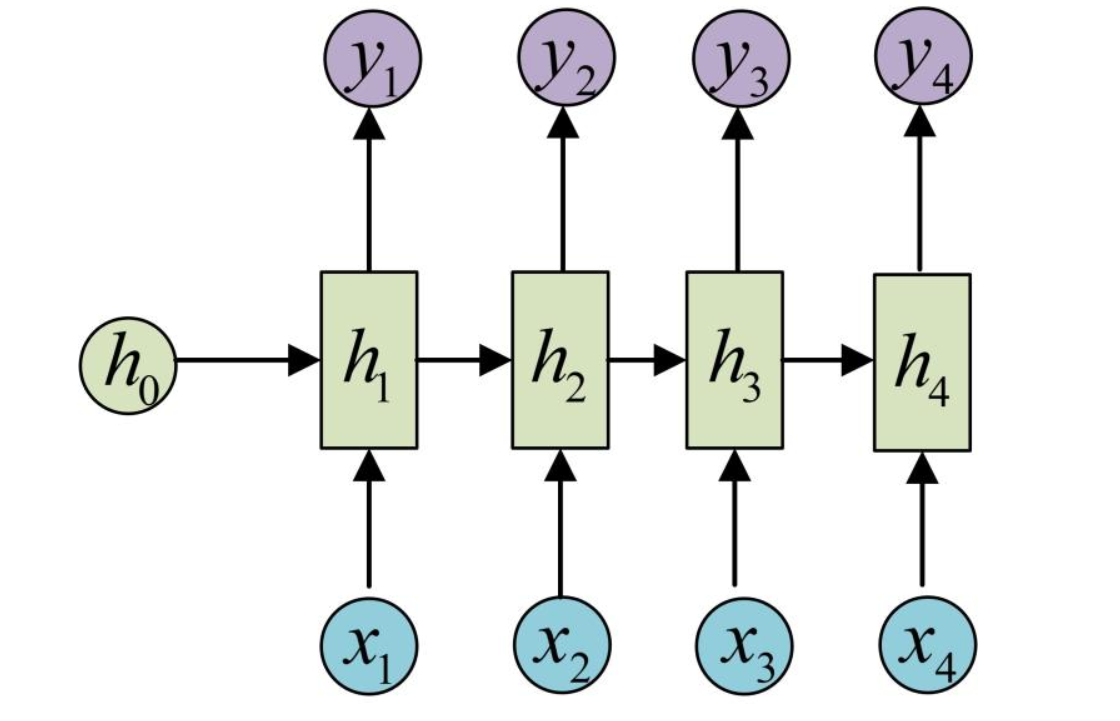 y₁ y₂ y₃ y₄
h₀ h₁ h₂ h₃ h₄
x₁ x₂ x₃ x₄